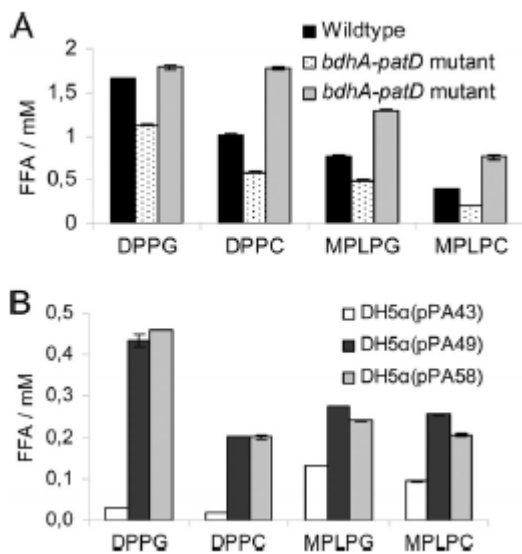 A
Wildtype
bdhA-patD mutant
bdhA-patD mutant
FFA / mM
2
1,5
1
0,5
0
DPPG DPPC MPLPG MPLPC
B
DH5α(pPA43)
DH5α(pPA49)
DH5α(pPA58)
FFA / mM
0,5
0,4
0,3
0,2
0,1
0,0
DPPG DPPC MPLPG MPLPC